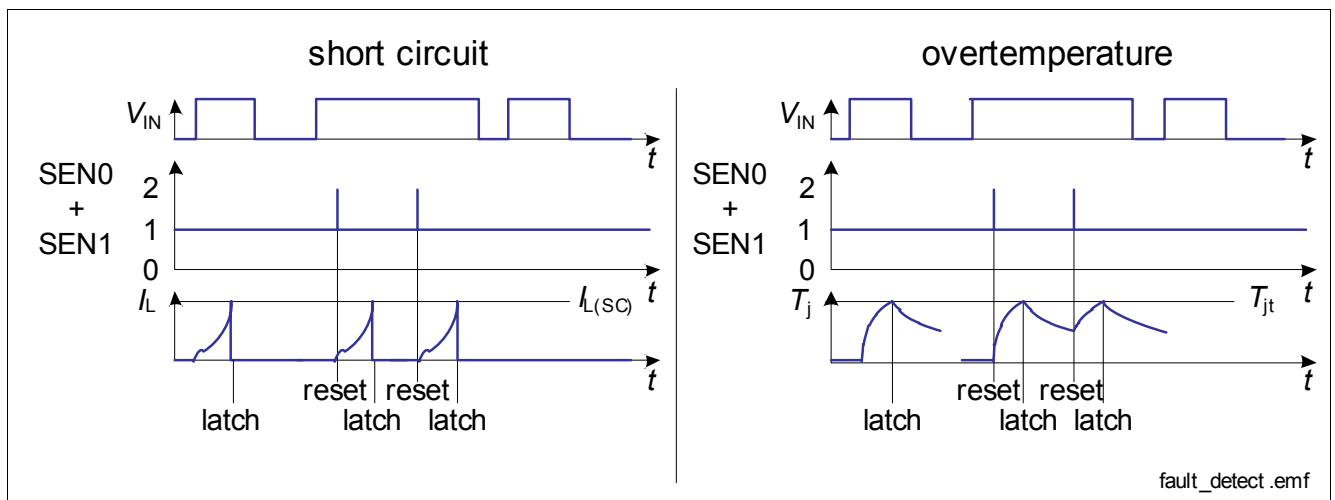 short circuit
V_IN
t
SEN0
+
SEN1
2
1
0
t
I_L
I_L(SC)
t
reset reset
latch latch latch
overtemperature
V_IN
t
SEN0
+
SEN1
2
1
0
t
T_j
T_jt
t
reset reset
latch latch latch
fault_detect .emf